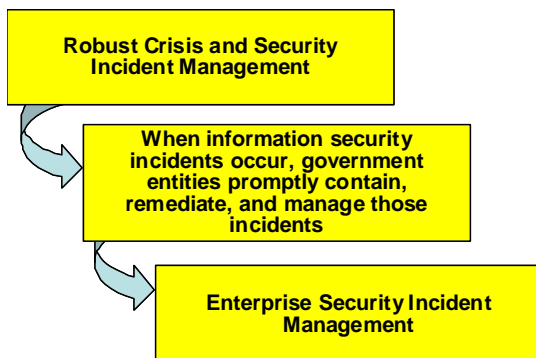 Robust Crisis and Security
Incident Management
When information security
incidents occur, government
entities promptly contain,
remediate, and manage those
incidents
Enterprise Security Incident
Management